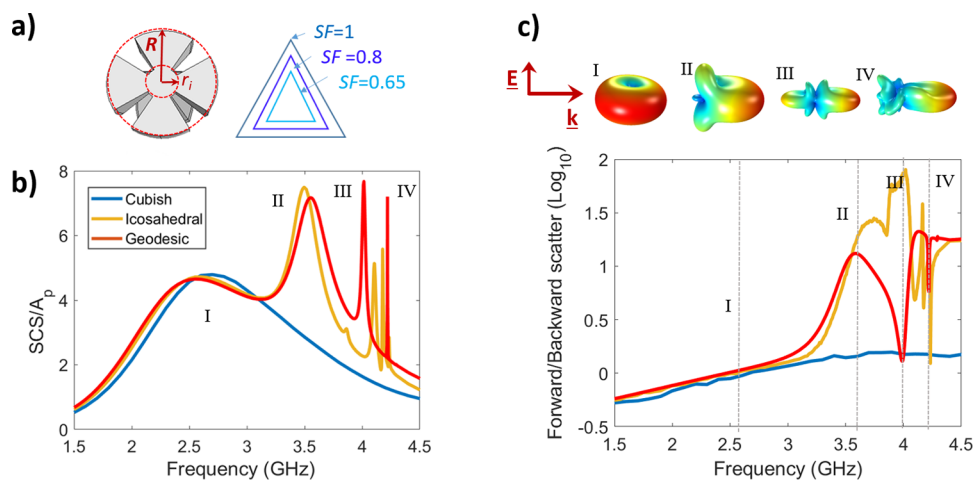 a)
R
r_i
SF=1
SF =0.8
SF=0.65
b)
Cubish
Icosahedral
Geodesic
I
II
III
IV
SCS/A_p
8
6
4
2
0
1.5
2
2.5
3
3.5
4
4.5
Frequency (GHz)
c)
E
k
I
II
III
IV
Forward/Backward scatter (Log_10)
2
1.5
1
0.5
0
-0.5
I
II
III
IV
1.5
2
2.5
3
3.5
4
4.5
Frequency (GHz)